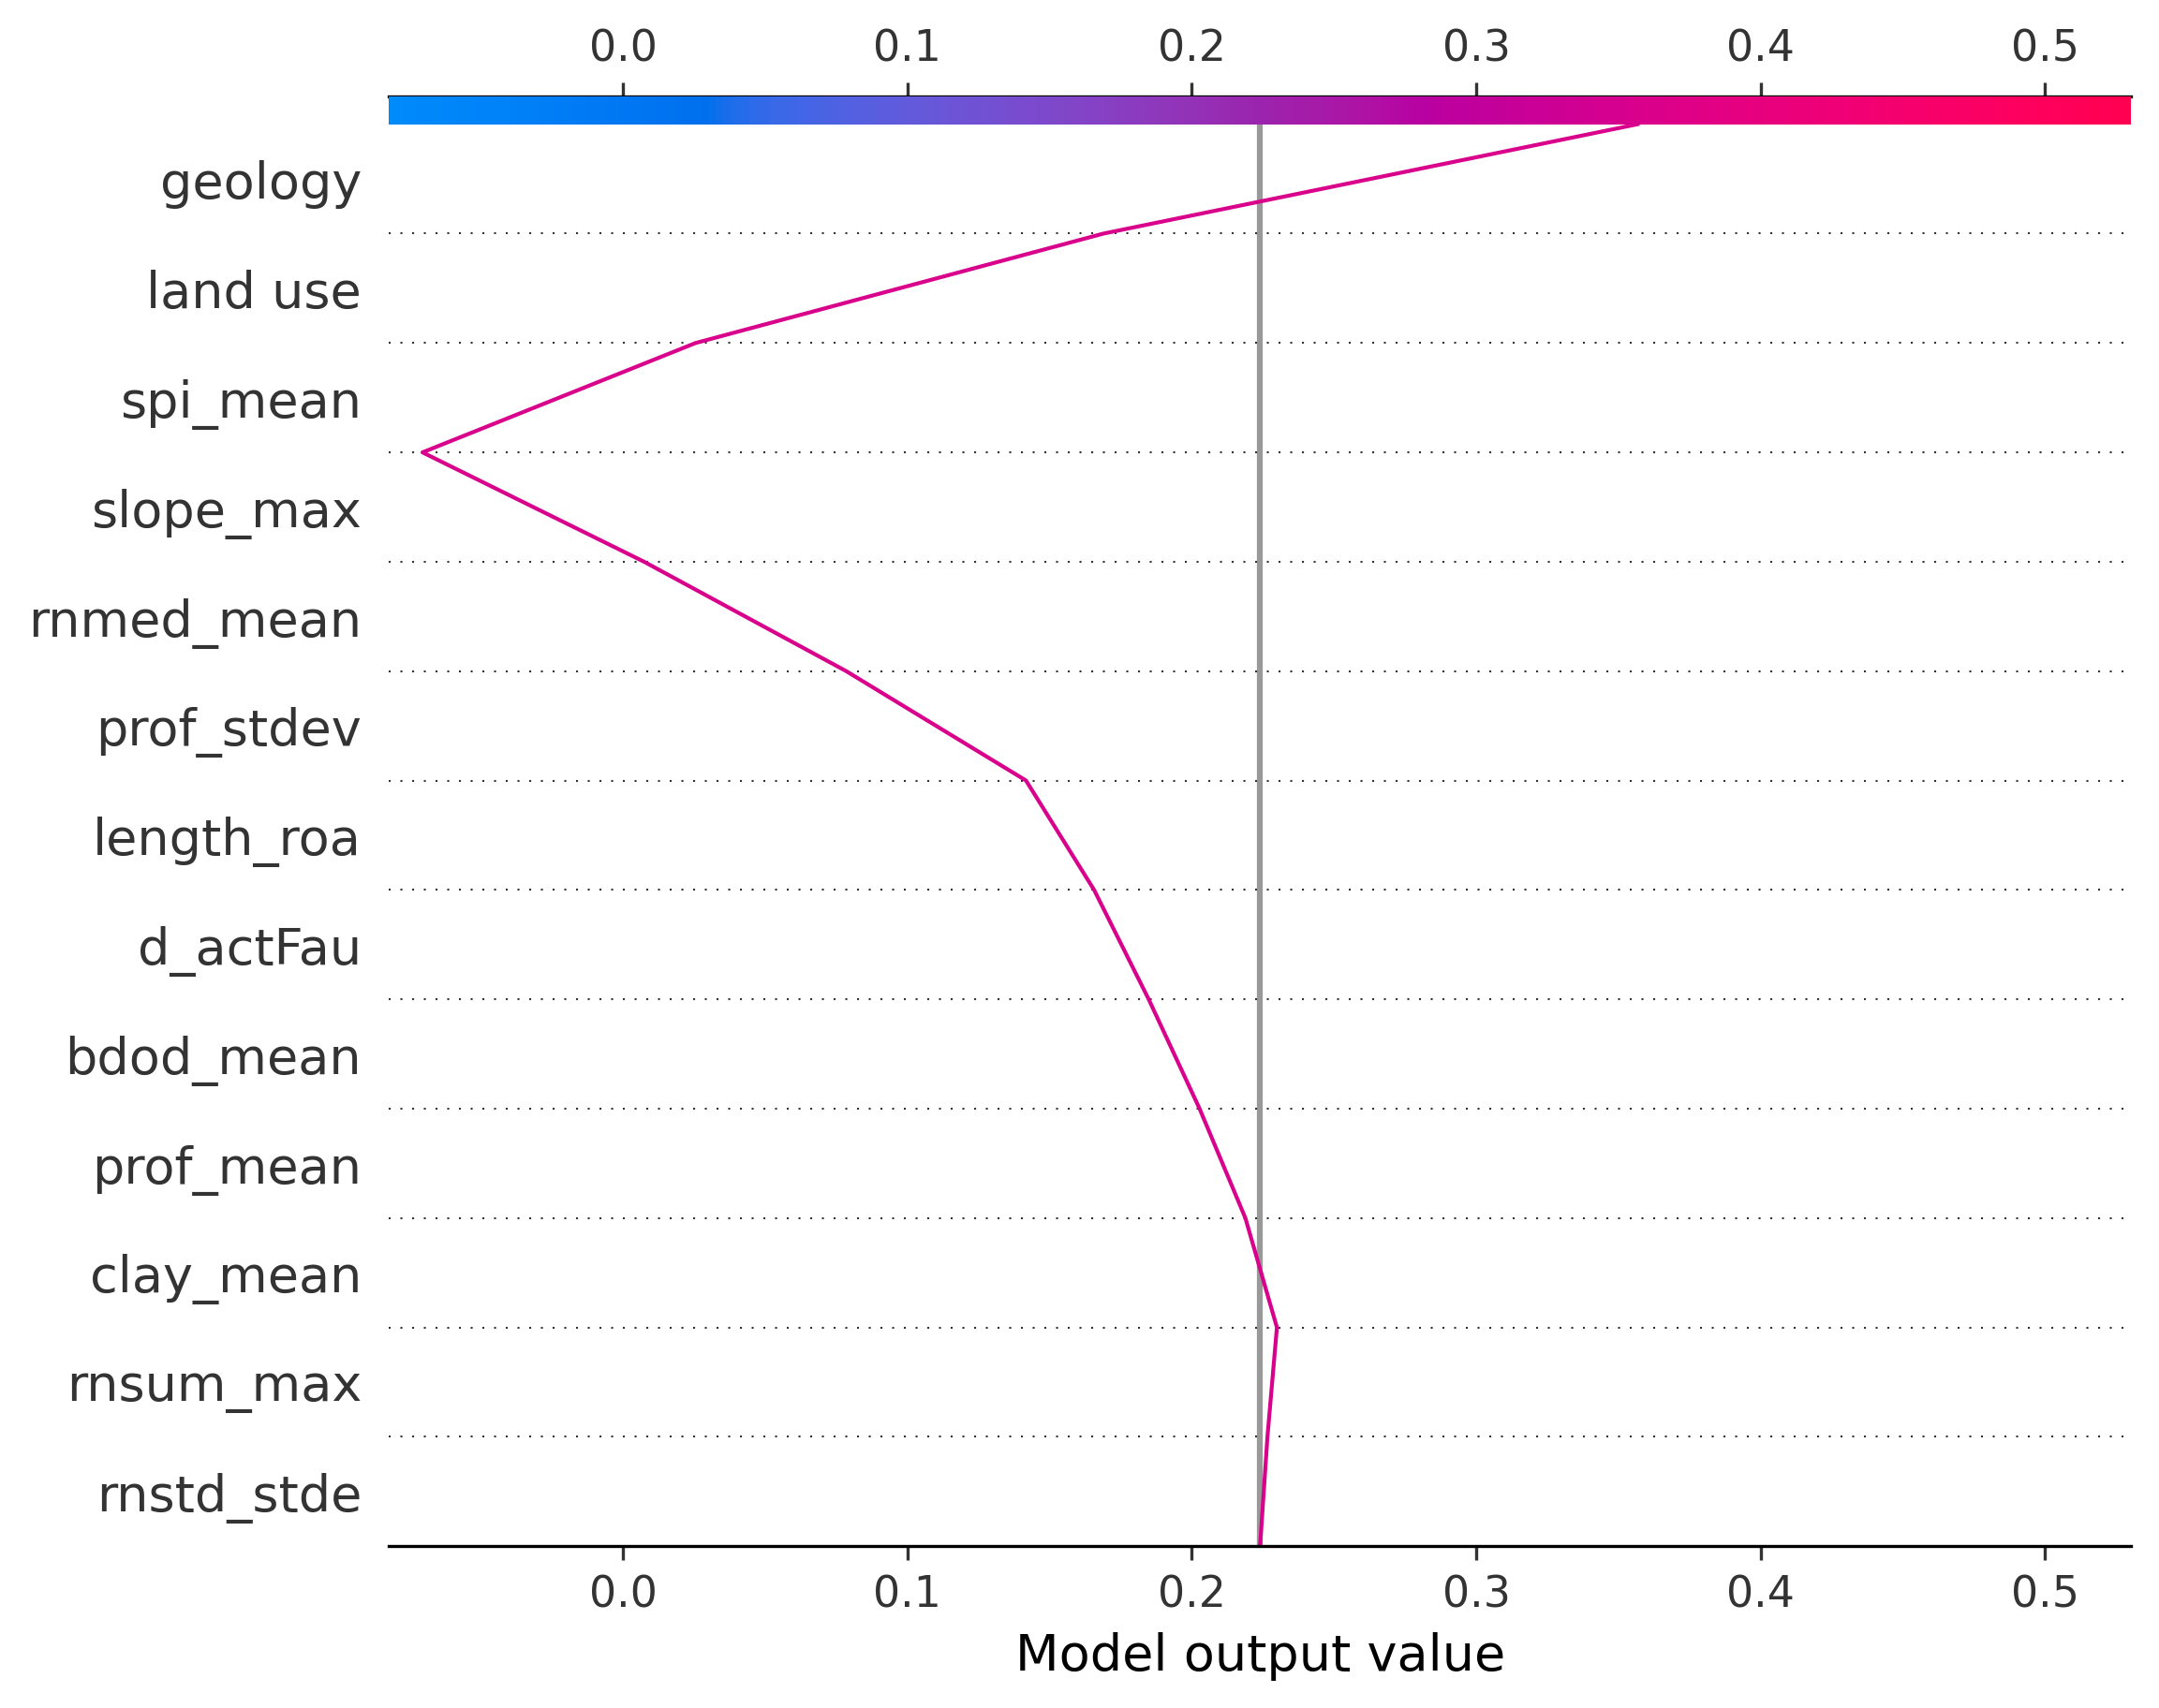 0.0 0.1 0.2 0.3 0.4 0.5
geology
land use
spi_mean
slope_max
rnmed_mean
prof_stdev
length_roa
d_actFau
bdod_mean
prof_mean
clay_mean
rnsum_max
rnstd_stde
0.0 0.1 0.2 0.3 0.4 0.5
Model output value